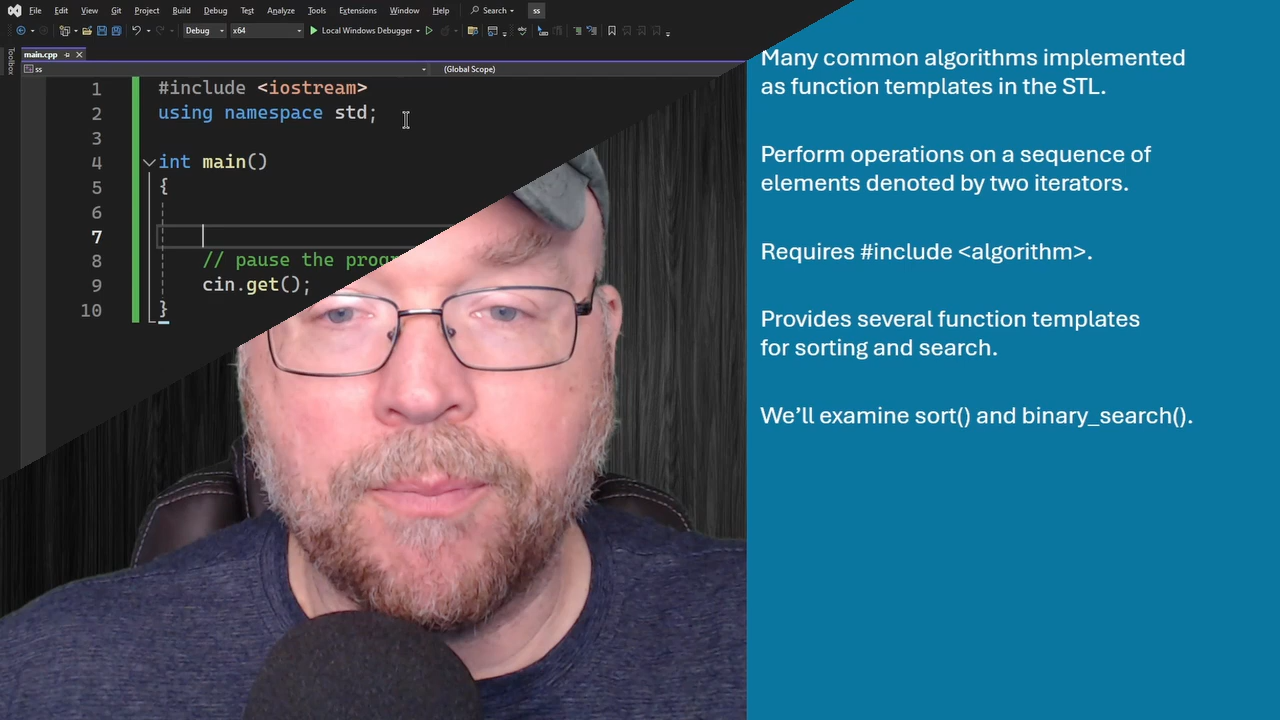 File Edit View Git Project Build Debug Test Analyze Tools Extensions Window Help Search ss
Debug x64 Local Windows Debugger
Toolbox
main.cpp
ss (Global Scope)
1 #include <iostream>
2 using namespace std;
3
4 int main()
5 {
6
7
8 // pause the progr
9 cin.get();
10 }
Many common algorithms implemented
as function templates in the STL.
Perform operations on a sequence of
elements denoted by two iterators.
Requires #include <algorithm>.
Provides several function templates
for sorting and search.
We’ll examine sort() and binary_search().